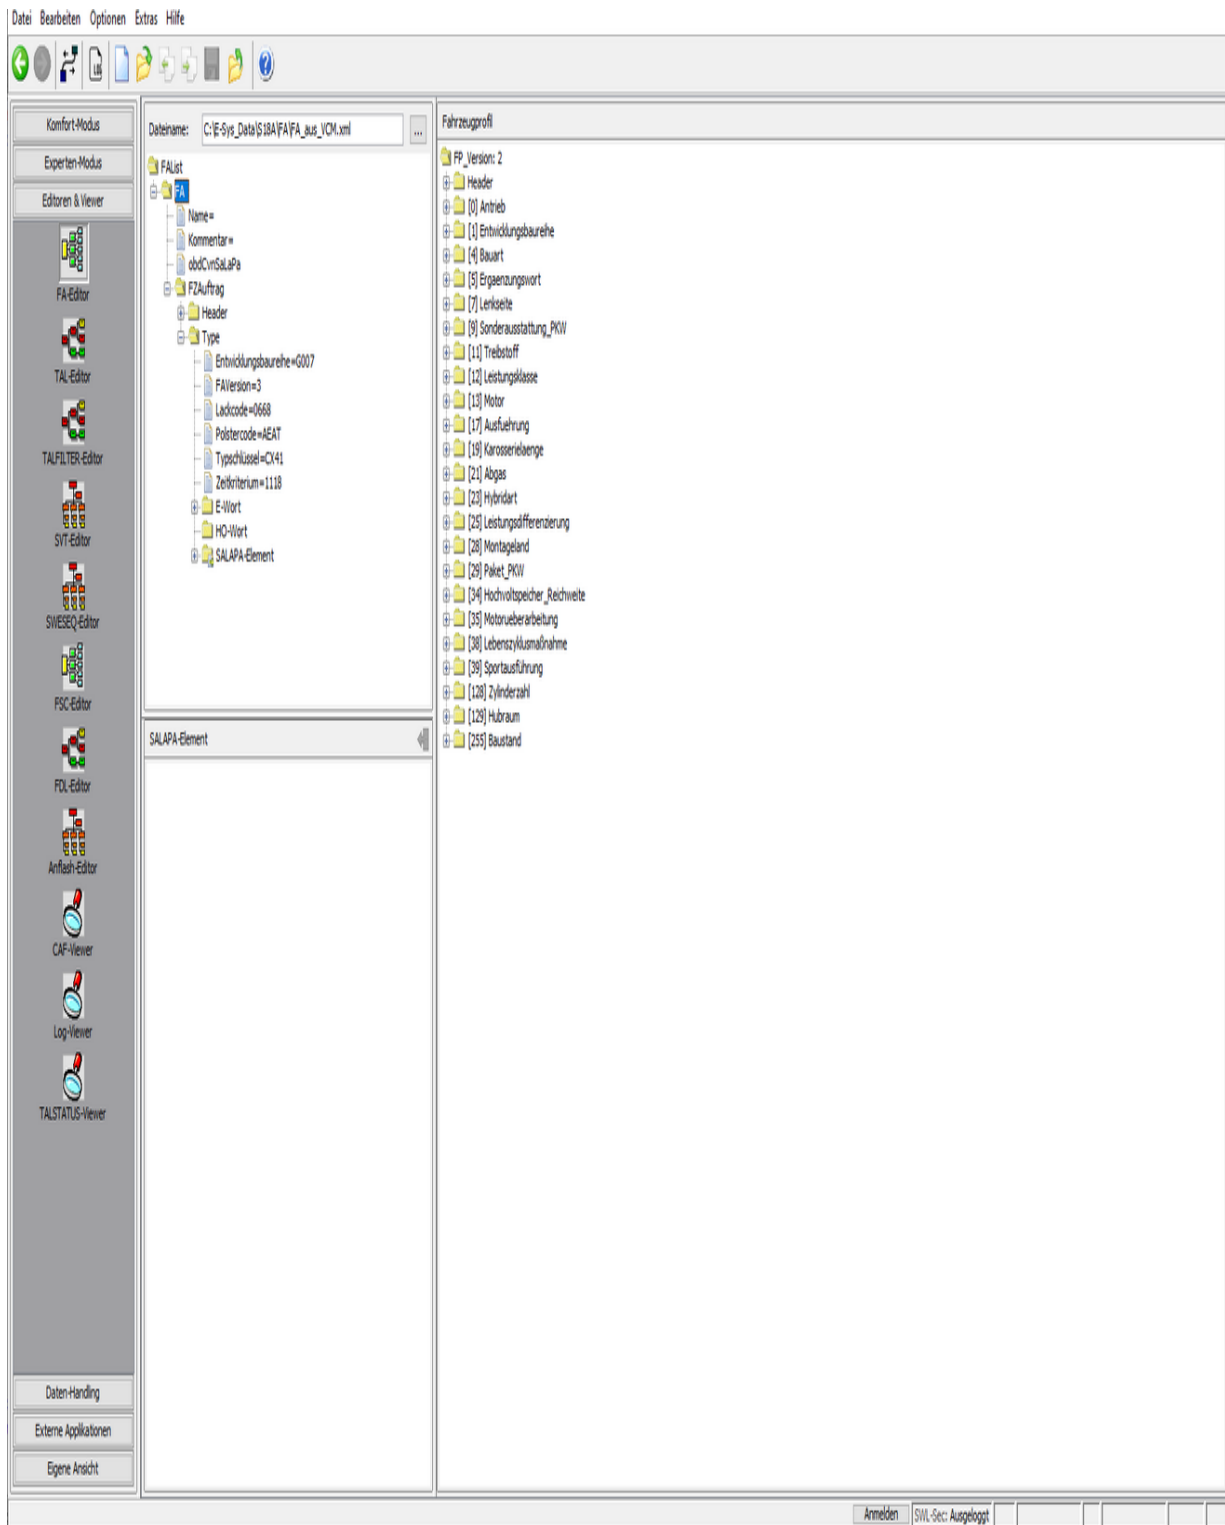 Datei Bearbeiten Optionen Extras Hilfe
LOG
Komfort-Modus
Experten-Modus
Editoren & Viewer
FA-Editor
TAL-Editor
TALFILTER-Editor
SVT-Editor
SWESEQ-Editor
FSC-Editor
FDL-Editor
Anflash-Editor
CAF-Viewer
Log-Viewer
TALSTATUS-Viewer
Daten-Handling
Externe Applikationen
Eigene Ansicht
Dateiname: C:\E-Sys_Data\S18A\FA\FA_aus_VCM.xml ...
FAList
FA
Name=
Kommentar=
obdCvnSaLaPa
FZAuftrag
Header
Type
Entwicklungsbaureihe=G007
FAVersion=3
Lackcode=0668
Polstercode=AEAT
Typschlüssel=CX41
Zeitkriterium=1118
E-Wort
HO-Wort
SALAPA-Element
SALAPA-Element
Fahrzeugprofil
FP_Version: 2
Header
[0] Antrieb
[1] Entwicklungsbaureihe
[4] Bauart
[5] Ergaenzungswort
[7] Lenkseite
[9] Sonderausstattung_PKW
[11] Treibstoff
[12] Leistungsklasse
[13] Motor
[17] Ausfuehrung
[19] Karosserielaenge
[21] Abgas
[23] Hybridart
[25] Leistungsdifferenzierung
[28] Montageland
[29] Paket_PKW
[34] Hochvoltspeicher_Reichweite
[35] Motorueberarbeitung
[38] Lebenszyklusmaßnahme
[39] Sportausführung
[128] Zylinderzahl
[129] Hubraum
[255] Baustand
Anmelden SWL-Sec: Ausgeloggt